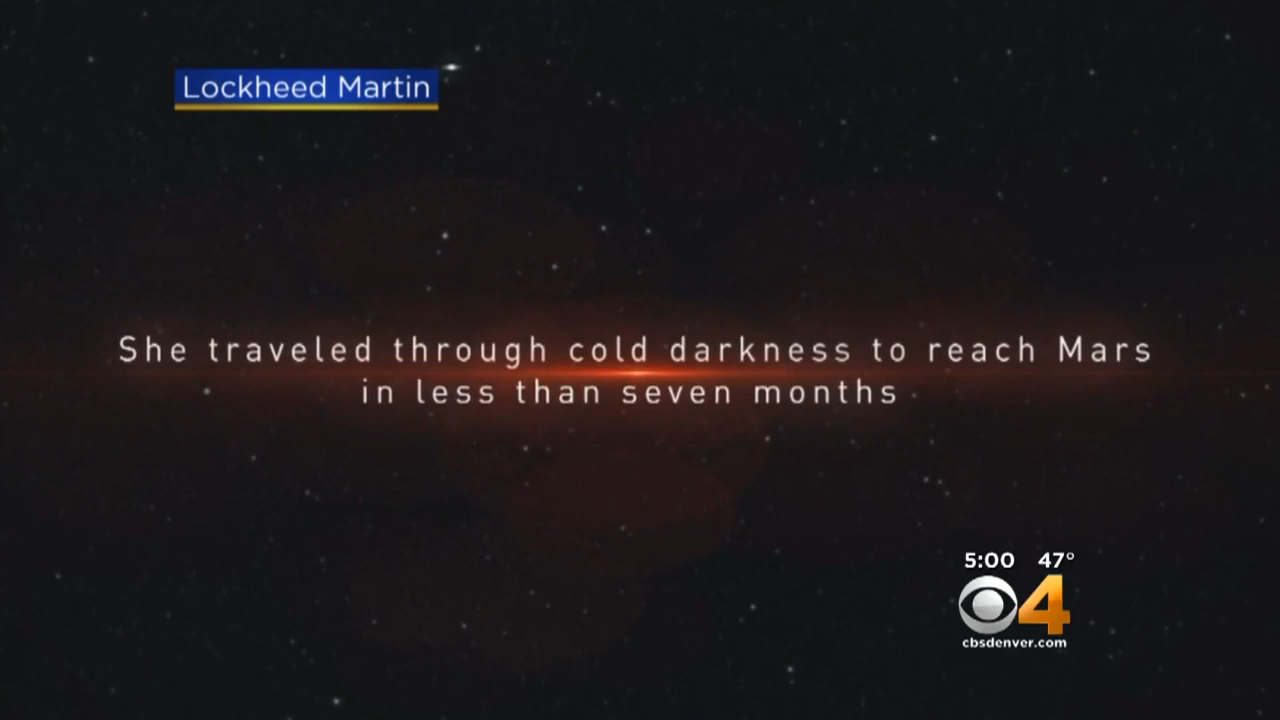 Lockheed Martin
She traveled through cold darkness to reach Mars
in less than seven months
5:00 47°
4
cbsdenver.com